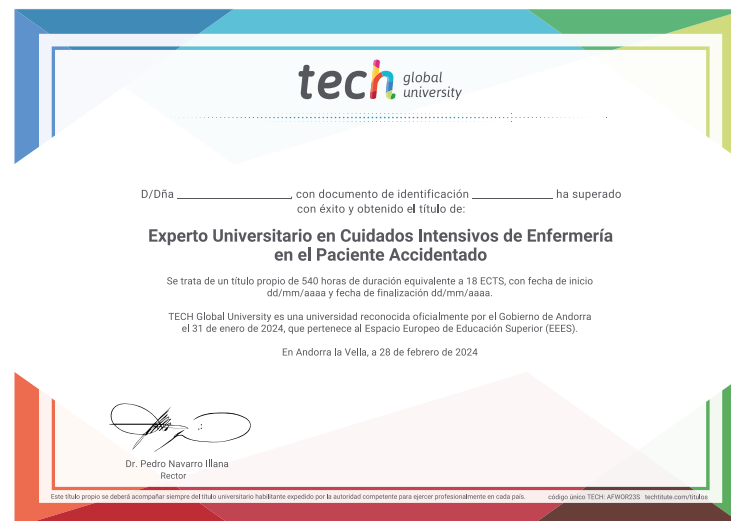 tech global university
D/Dña ______________________, con documento de identificación _______________ ha superado
con éxito y obtenido el título de:
Experto Universitario en Cuidados Intensivos de Enfermería
en el Paciente Accidentado
Se trata de un título propio de 540 horas de duración equivalente a 18 ECTS, con fecha de inicio
dd/mm/aaaa y fecha de finalización dd/mm/aaaa.
TECH Global University es una universidad reconocida oficialmente por el Gobierno de Andorra
el 31 de enero de 2024, que pertenece al Espacio Europeo de Educación Superior (EEES).
En Andorra la Vella, a 28 de febrero de 2024
Dr. Pedro Navarro Illana
Rector
Este título propio se deberá acompañar siempre del título universitario habilitante expedido por la autoridad competente para ejercer profesionalmente en cada país. código único TECH: AFWOR23S techtitute.com/titulos